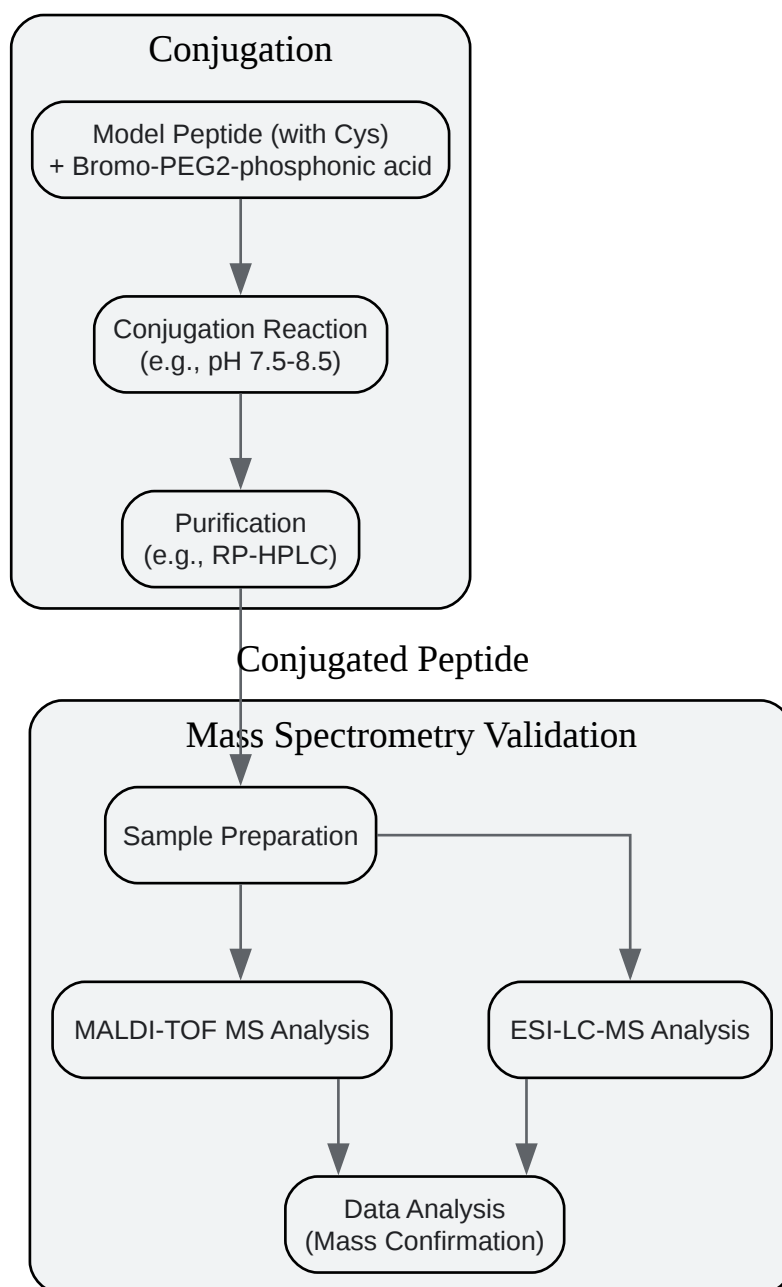 Conjugation
Model Peptide (with Cys)
+ Bromo-PEG2-phosphonic acid
Conjugation Reaction
(e.g., pH 7.5-8.5)
Purification
(e.g., RP-HPLC)
Conjugated Peptide
Mass Spectrometry Validation
Sample Preparation
MALDI-TOF MS Analysis
ESI-LC-MS Analysis
Data Analysis
(Mass Confirmation)